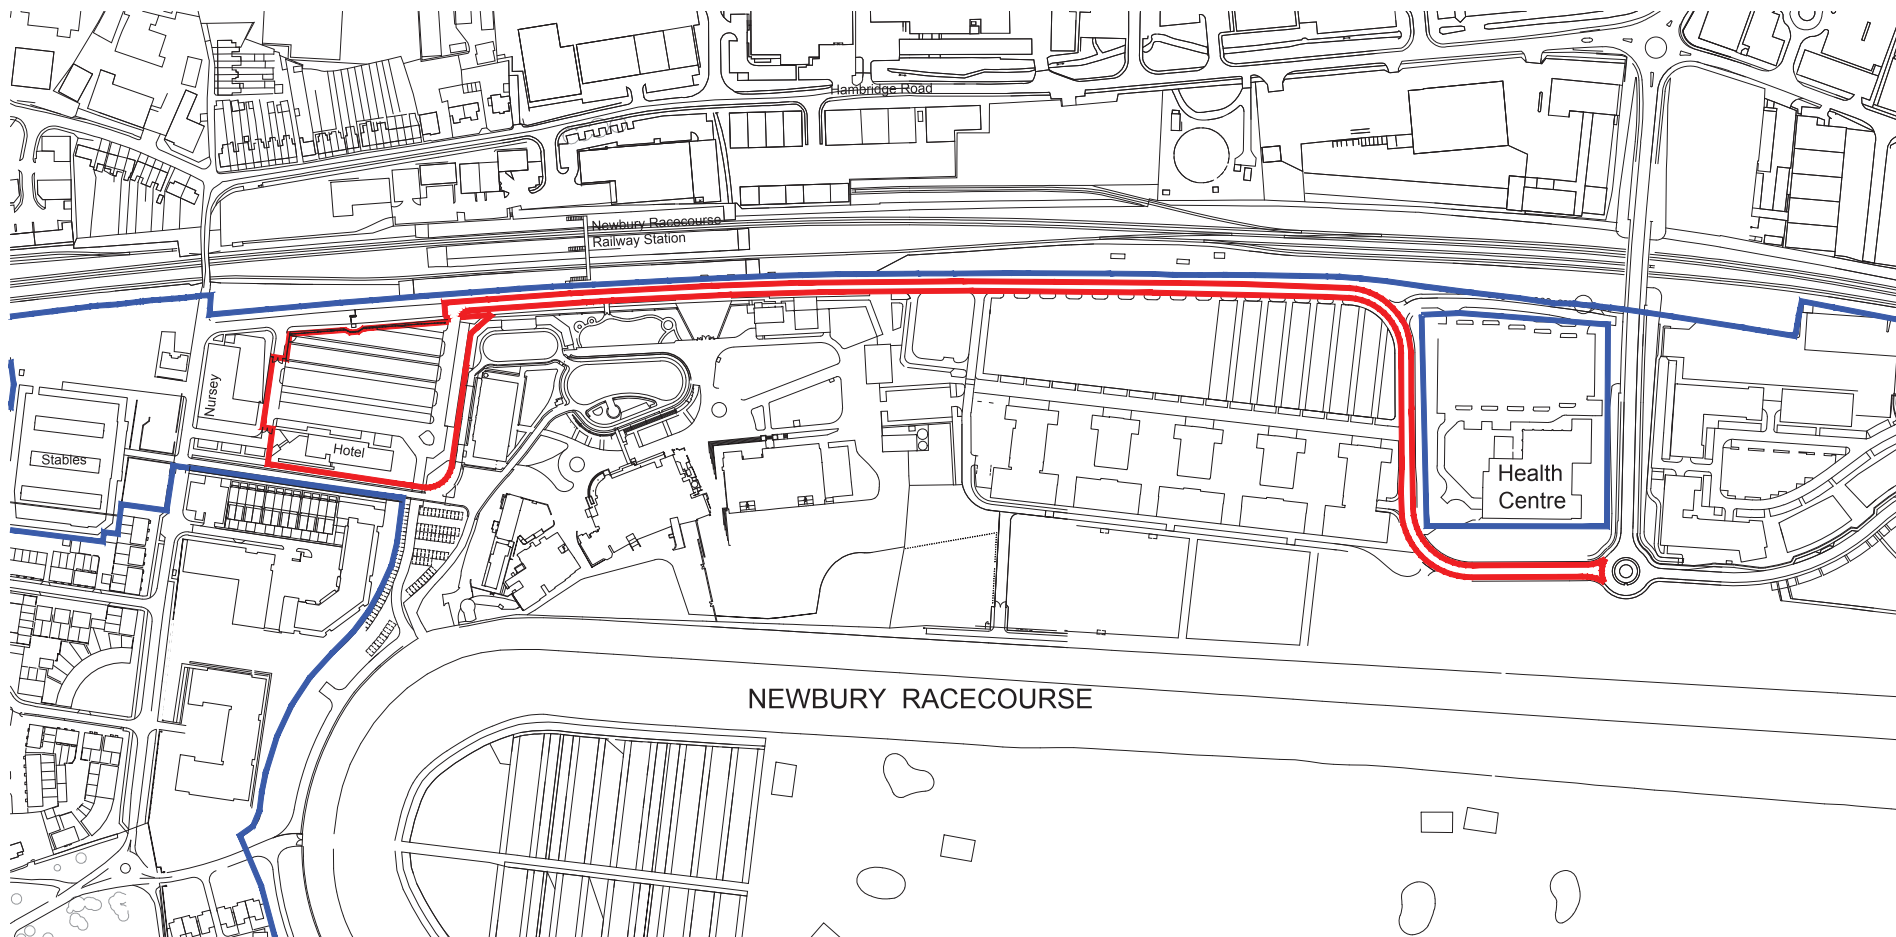 Hambridge Road
Newbury Racecourse
Railway Station
Nursey
Hotel
Stables
Health
Centre
NEWBURY RACECOURSE